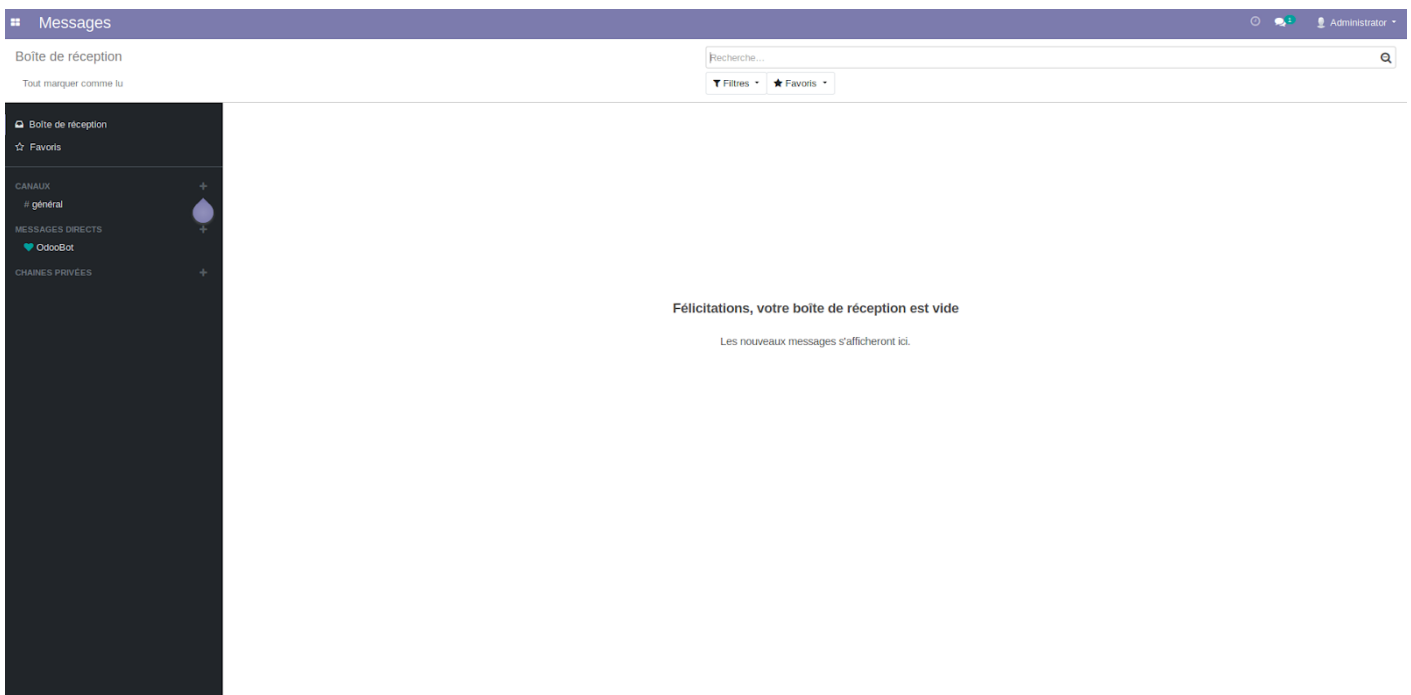 Messages
1
Administrator
Boîte de réception
Recherche...
Tout marquer comme lu
Filtres
Favoris
Boîte de réception
Favoris
CANAUX
# général
MESSAGES DIRECTS
OdooBot
CHAINES PRIVÉES
Félicitations, votre boîte de réception est vide
Les nouveaux messages s'afficheront ici.